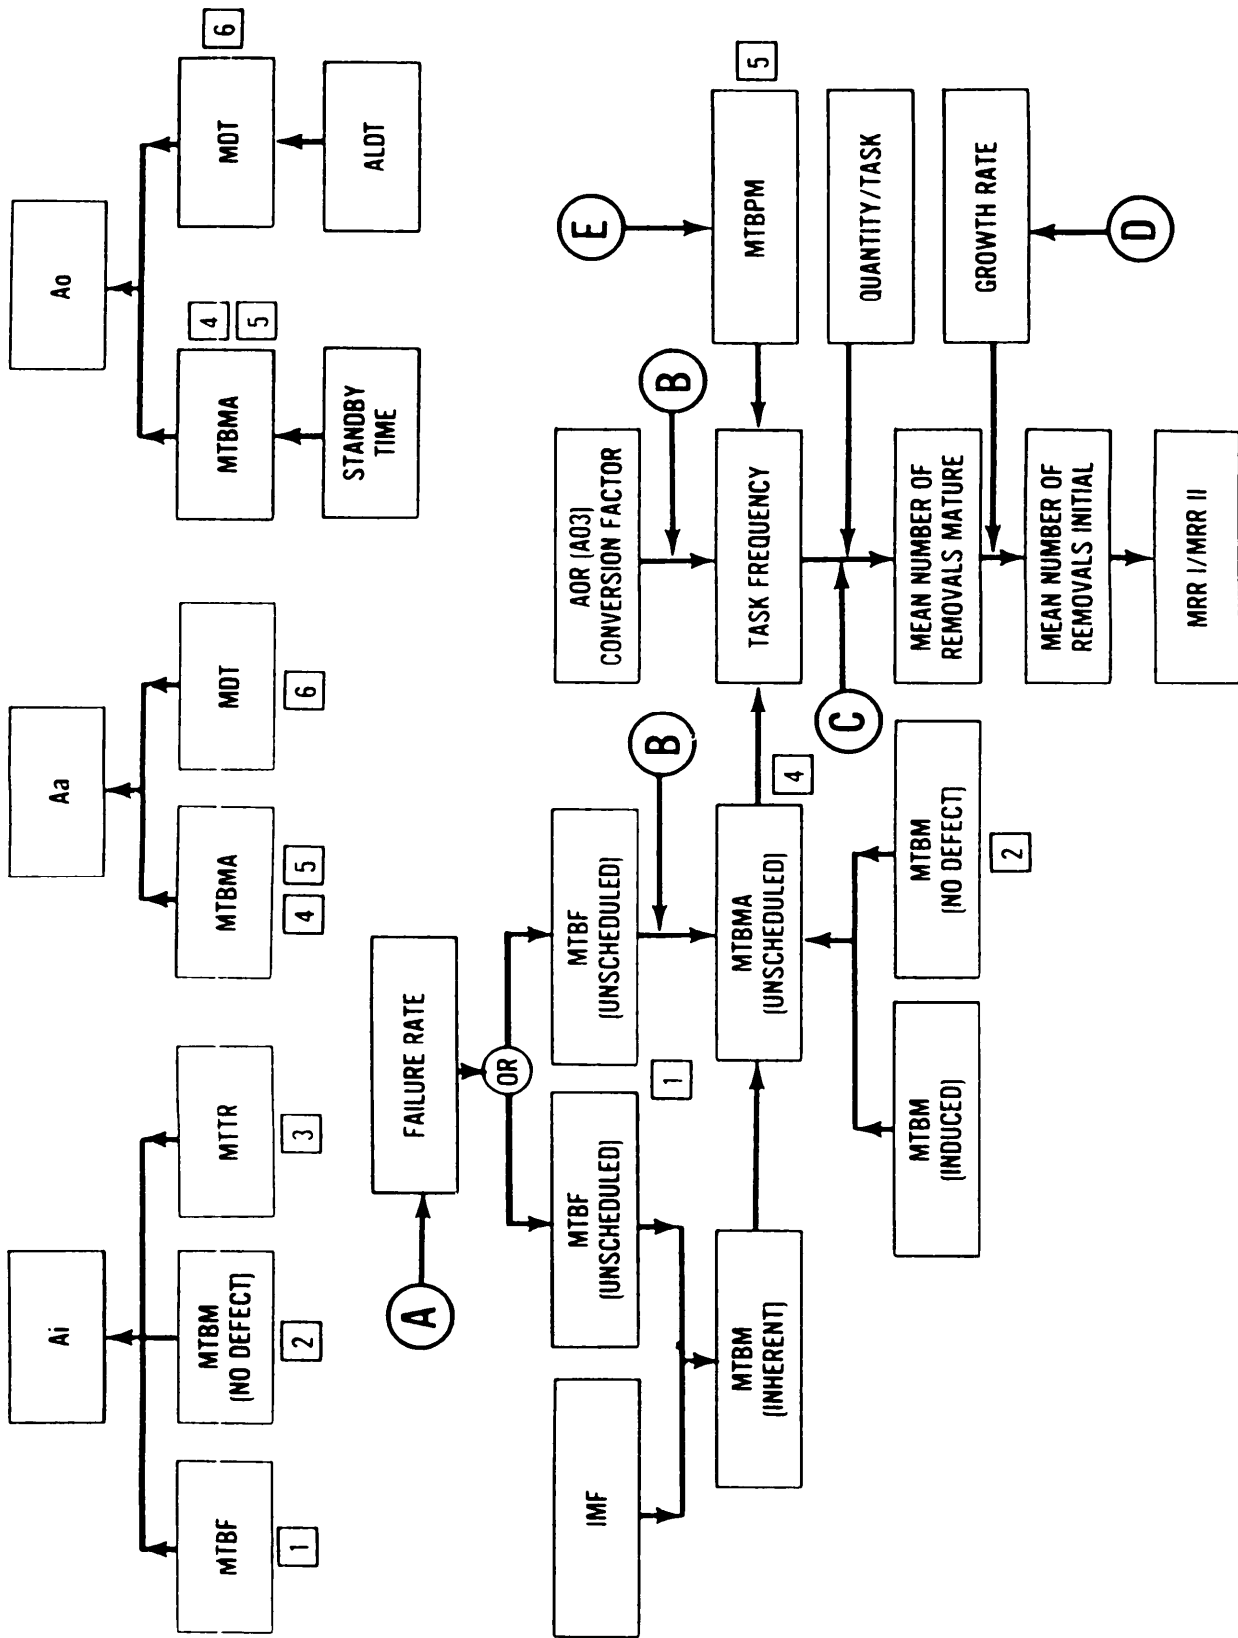 Ai
MTBF
1
MTBM
(NO DEFECT)
2
MTTR
3
Aa
MTBMA
4
5
MDT
6
Ao
MTBMA
4
5
STANDBY
TIME
MDT
6
ALDT
A
FAILURE RATE
OR
IMF
MTBF
(UNSCHEDULED)
1
MTBF
(UNSCHEDULED)
B
MTBM
(INHERENT)
MTBMA
(UNSCHEDULED)
4
MTBM
(INDUCED)
MTBM
(NO DEFECT)
2
AOR (A03)
CONVERSION FACTOR
B
E
TASK FREQUENCY
MTBPM
5
C
QUANTITY/TASK
MEAN NUMBER OF
REMOVALS MATURE
GROWTH RATE
D
MEAN NUMBER OF
REMOVALS INITIAL
MRR I/MRR II